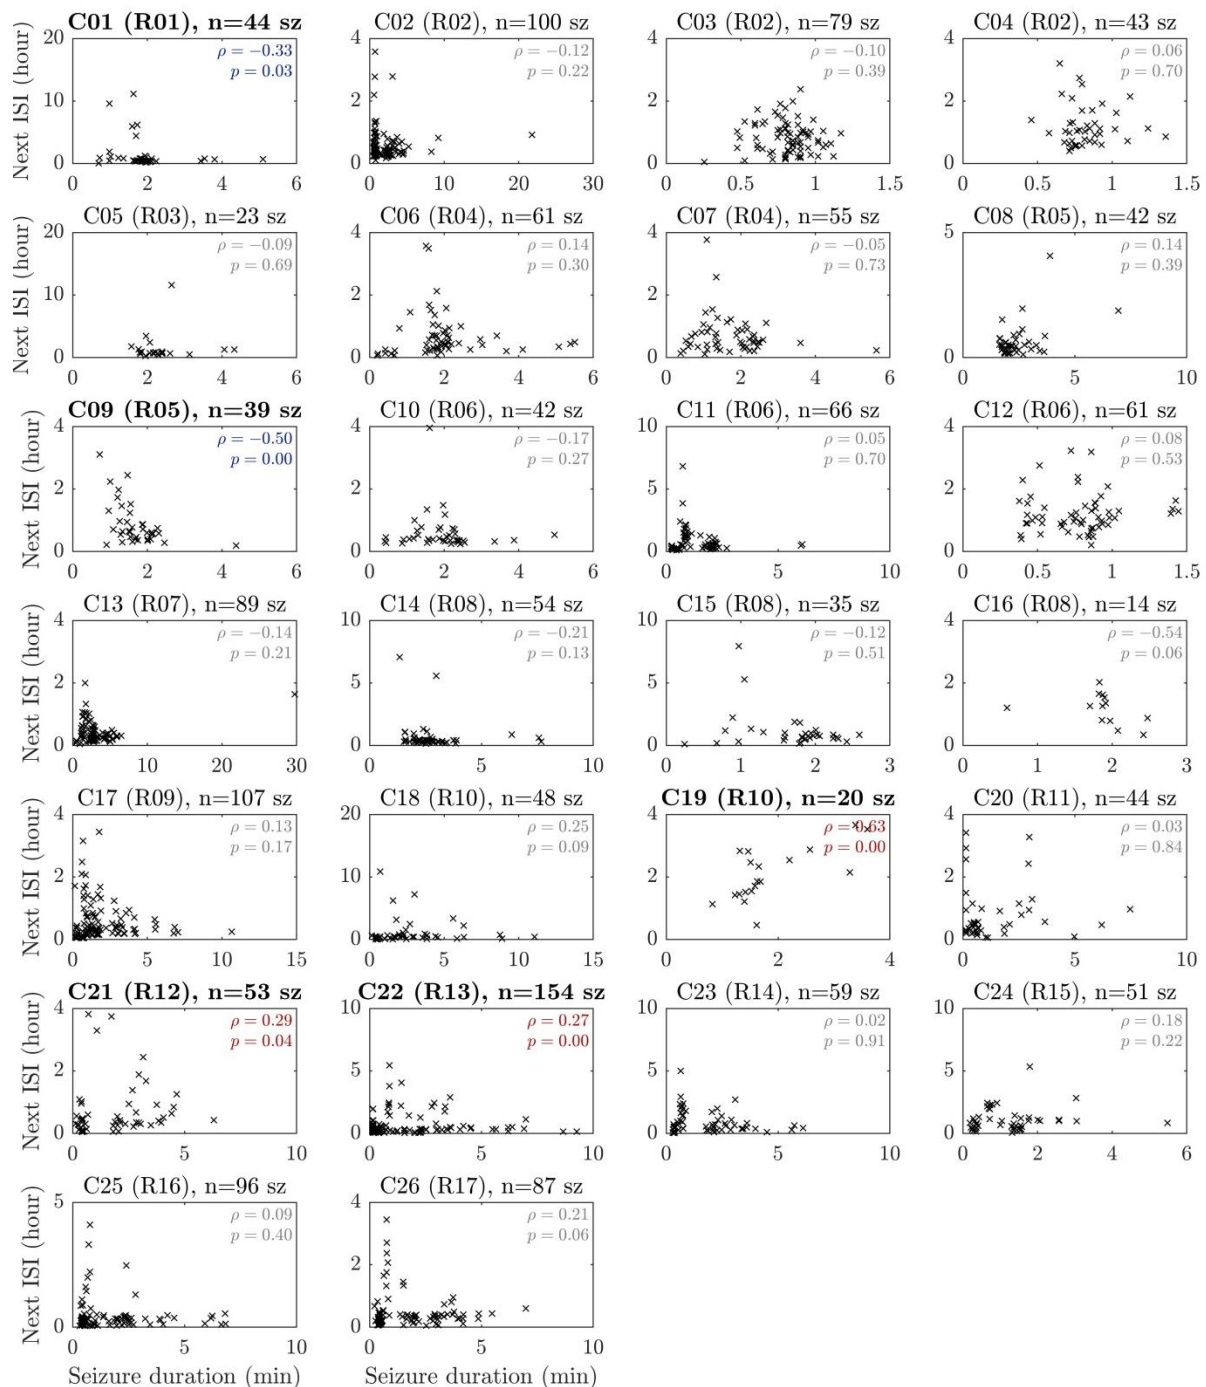 C01 (R01), n=44 sz
C02 (R02), n=100 sz
C03 (R02), n=79 sz
C04 (R02), n=43 sz
Next ISI (hour)
20
10
0
ρ = −0.33
p = 0.03
0 2 4 6
4
2
0
ρ = −0.12
p = 0.22
0 10 20 30
4
2
0
ρ = −0.10
p = 0.39
0 0.5 1 1.5
4
2
0
ρ = 0.06
p = 0.70
0 0.5 1 1.5
C05 (R03), n=23 sz
C06 (R04), n=61 sz
C07 (R04), n=55 sz
C08 (R05), n=42 sz
Next ISI (hour)
20
10
0
ρ = −0.09
p = 0.69
0 2 4 6
4
2
0
ρ = 0.14
p = 0.30
0 2 4 6
4
2
0
ρ = −0.05
p = 0.73
0 2 4 6
5
0
ρ = 0.14
p = 0.39
0 5 10
C09 (R05), n=39 sz
C10 (R06), n=42 sz
C11 (R06), n=66 sz
C12 (R06), n=61 sz
Next ISI (hour)
4
2
0
ρ = −0.50
p = 0.00
0 2 4 6
4
2
0
ρ = −0.17
p = 0.27
0 2 4 6
10
5
0
ρ = 0.05
p = 0.70
0 5 10
4
2
0
ρ = 0.08
p = 0.53
0 0.5 1 1.5
C13 (R07), n=89 sz
C14 (R08), n=54 sz
C15 (R08), n=35 sz
C16 (R08), n=14 sz
Next ISI (hour)
4
2
0
ρ = −0.14
p = 0.21
0 10 20 30
10
5
0
ρ = −0.21
p = 0.13
0 5 10
10
5
0
ρ = −0.12
p = 0.51
0 1 2 3
4
2
0
ρ = −0.54
p = 0.06
0 1 2 3
C17 (R09), n=107 sz
C18 (R10), n=48 sz
C19 (R10), n=20 sz
C20 (R11), n=44 sz
Next ISI (hour)
4
2
0
ρ = 0.13
p = 0.17
0 5 10 15
20
10
0
ρ = 0.25
p = 0.09
0 5 10 15
4
2
0
ρ = 0.63
p = 0.00
0 2 4
4
2
0
ρ = 0.03
p = 0.84
0 5 10
C21 (R12), n=53 sz
C22 (R13), n=154 sz
C23 (R14), n=59 sz
C24 (R15), n=51 sz
Next ISI (hour)
4
2
0
ρ = 0.29
p = 0.04
0 5 10
10
5
0
ρ = 0.27
p = 0.00
0 5 10
10
5
0
ρ = 0.02
p = 0.91
0 5 10
10
5
0
ρ = 0.18
p = 0.22
0 2 4 6
C25 (R16), n=96 sz
C26 (R17), n=87 sz
Next ISI (hour)
5
0
ρ = 0.09
p = 0.40
0 5 10
4
2
0
ρ = 0.21
p = 0.06
0 5 10
Seizure duration (min)
Seizure duration (min)